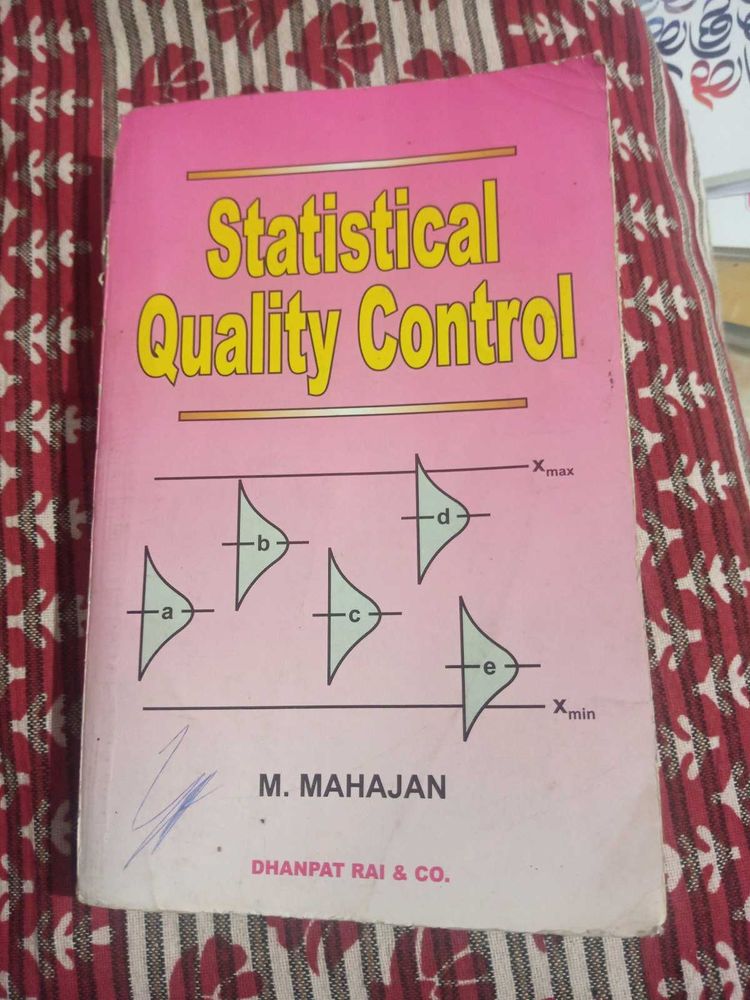 Statistical
Quality Control
xmax
d
b
a
c
e
xmin
M. MAHAJAN
DHANPAT RAI & CO.